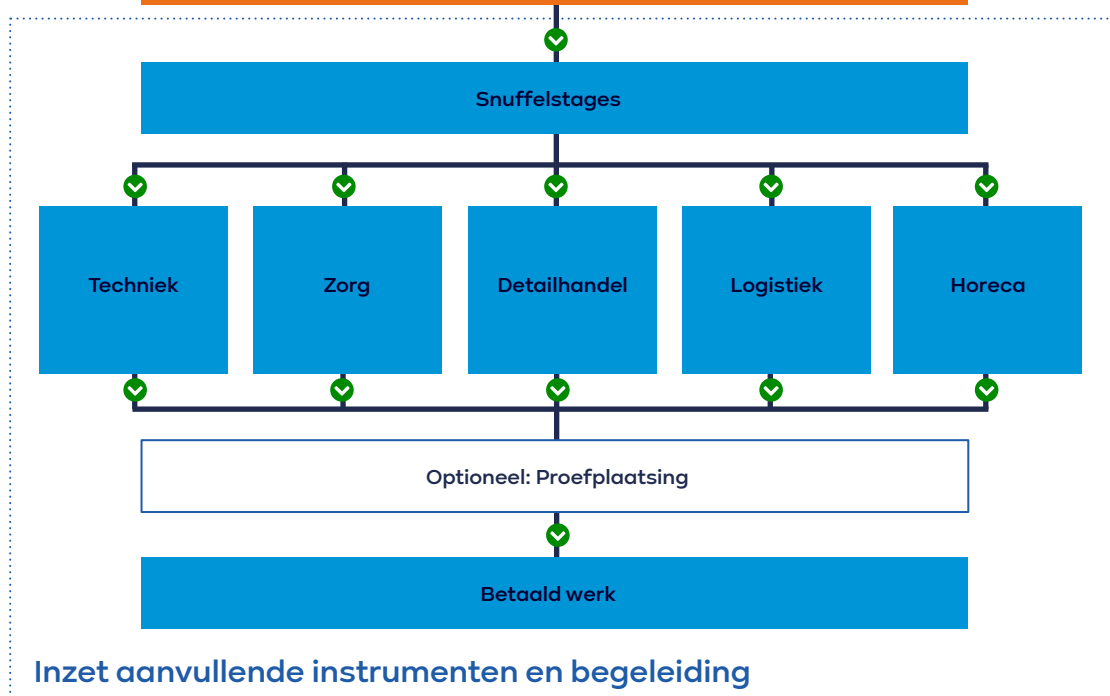 Snuffelstages
Techniek
Zorg
Detailhandel
Logistiek
Horeca
Optioneel: Proefplaatsing
Betaald werk
Inzet aanvullende instrumenten en begeleiding